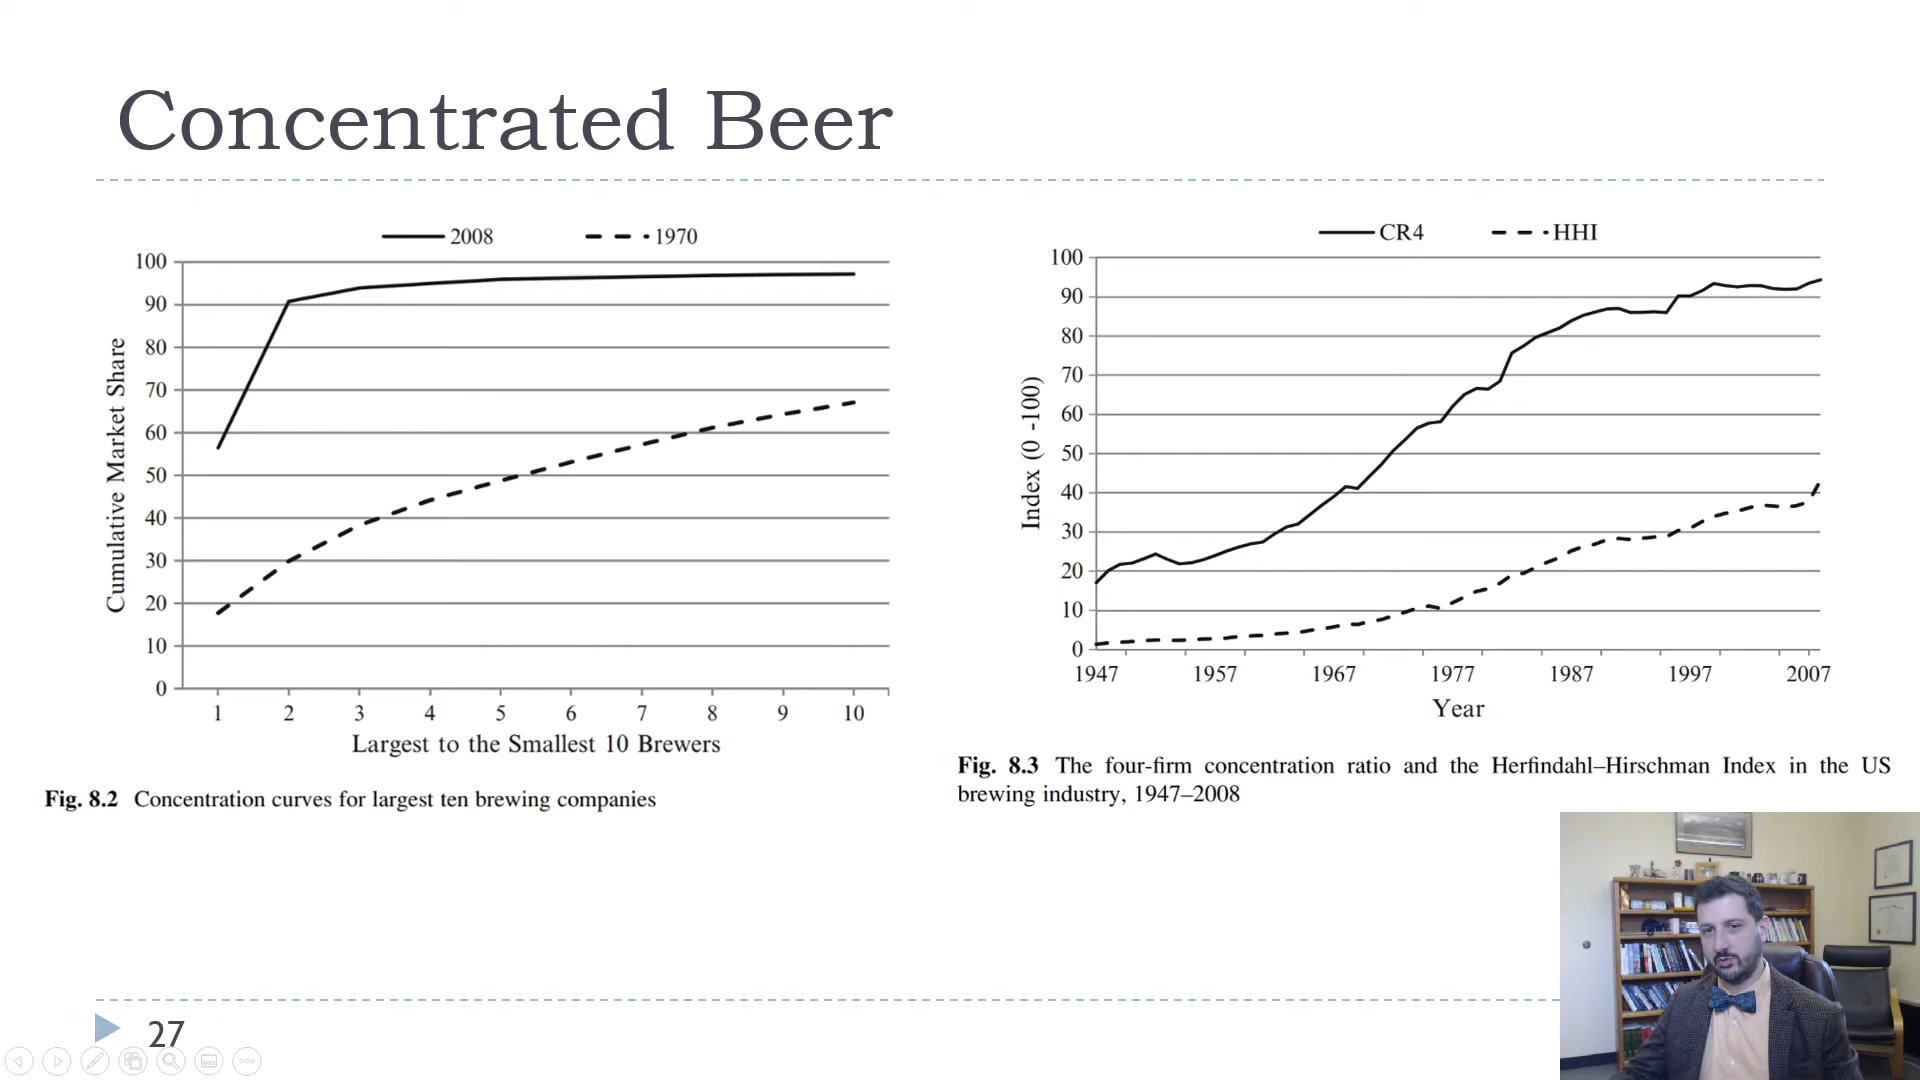 Concentrated Beer
2008
1970
100
90
80
70
60
50
40
30
20
10
0
Cumulative Market Share
1 2 3 4 5 6 7 8 9 10
Largest to the Smallest 10 Brewers
Fig. 8.2 Concentration curves for largest ten brewing companies
CR4
HHI
100
90
80
70
60
50
40
30
20
10
0
Index (0 -100)
1947 1957 1967 1977 1987 1997 2007
Year
Fig. 8.3 The four-firm concentration ratio and the Herfindahl–Hirschman Index in the US
brewing industry, 1947–2008
27